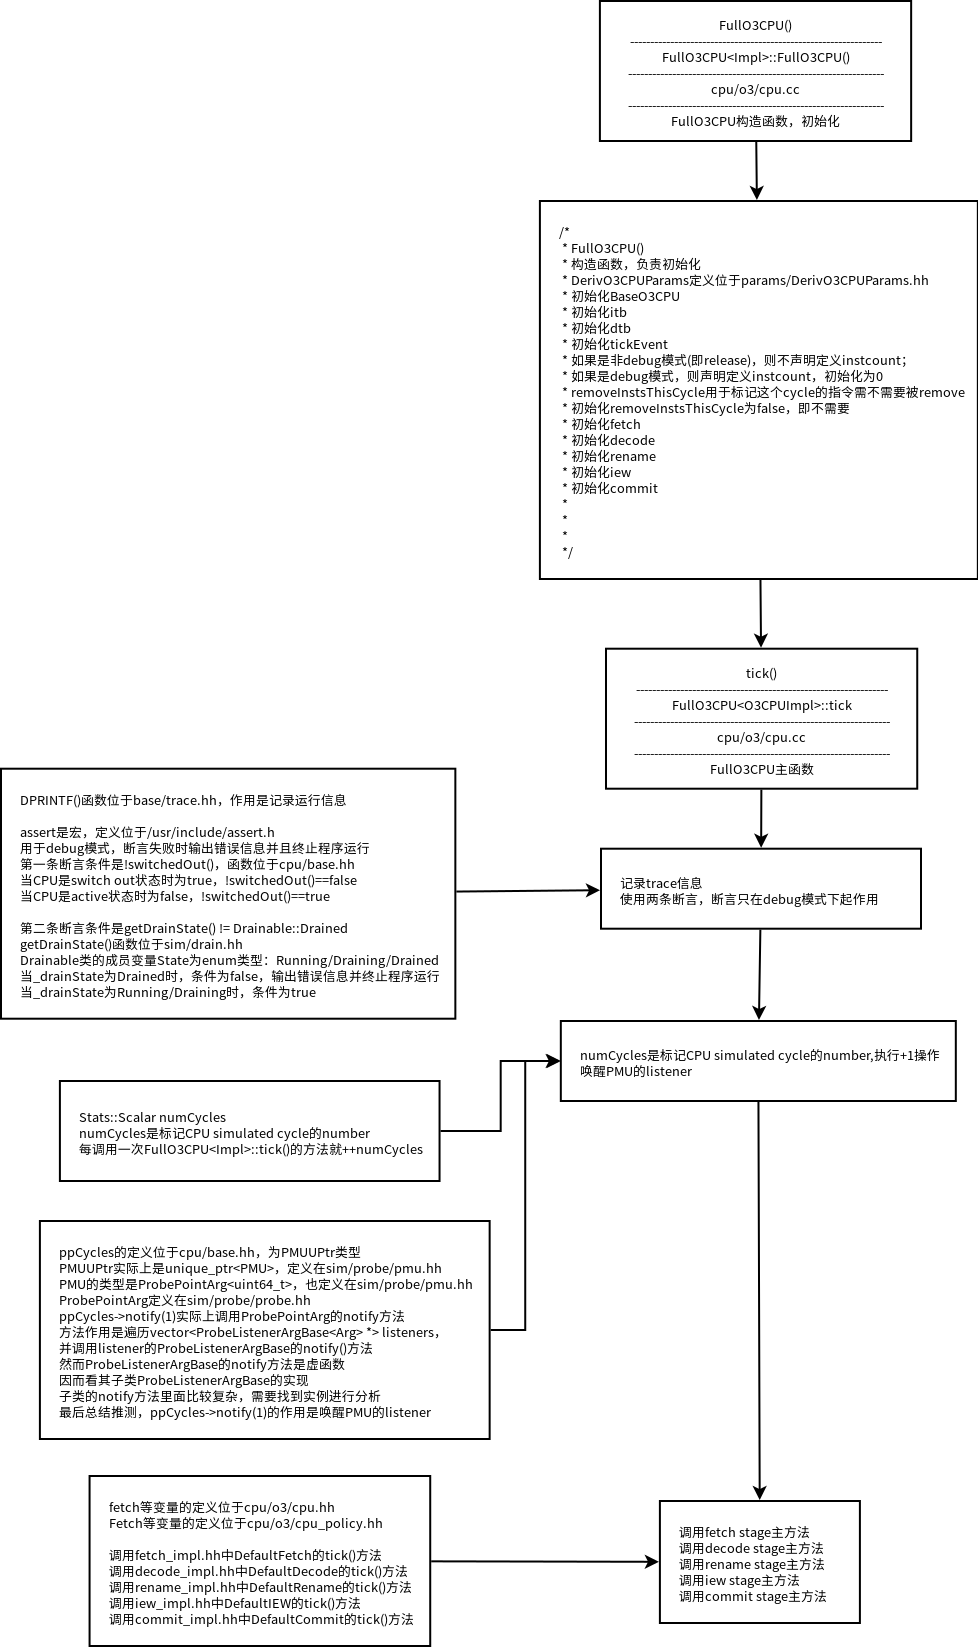 FullO3CPU()
---------------------------------------------------------------
FullO3CPU<Impl>::FullO3CPU()
----------------------------------------------------------------
cpu/o3/cpu.cc
----------------------------------------------------------------
FullO3CPU构造函数，初始化
/*
* FullO3CPU()
* 构造函数，负责初始化
* DerivO3CPUParams定义位于params/DerivO3CPUParams.hh
* 初始化BaseO3CPU
* 初始化itb
* 初始化dtb
* 初始化tickEvent
* 如果是非debug模式(即release)，则不声明定义instcount；
* 如果是debug模式，则声明定义instcount，初始化为0
* removeInstsThisCycle用于标记这个cycle的指令需不需要被remove
* 初始化removeInstsThisCycle为false，即不需要
* 初始化fetch
* 初始化decode
* 初始化rename
* 初始化iew
* 初始化commit
*
*
*
*/
tick()
---------------------------------------------------------------
FullO3CPU<O3CPUImpl>::tick
----------------------------------------------------------------
cpu/o3/cpu.cc
----------------------------------------------------------------
FullO3CPU主函数
DPRINTF()函数位于base/trace.hh，作用是记录运行信息
assert是宏，定义位于/usr/include/assert.h
用于debug模式，断言失败时输出错误信息并且终止程序运行
第一条断言条件是!switchedOut()，函数位于cpu/base.hh
当CPU是switch out状态时为true，!switchedOut()==false
当CPU是active状态时为false，!switchedOut()==true
第二条断言条件是getDrainState() != Drainable::Drained
getDrainState()函数位于sim/drain.hh
Drainable类的成员变量State为enum类型：Running/Draining/Drained
当_drainState为Drained时，条件为false，输出错误信息并终止程序运行
当_drainState为Running/Draining时，条件为true
记录trace信息
使用两条断言，断言只在debug模式下起作用
numCycles是标记CPU simulated cycle的number,执行+1操作
唤醒PMU的listener
Stats::Scalar numCycles
numCycles是标记CPU simulated cycle的number
每调用一次FullO3CPU<Impl>::tick()的方法就++numCycles
ppCycles的定义位于cpu/base.hh，为PMUUPtr类型
PMUUPtr实际上是unique_ptr<PMU>，定义在sim/probe/pmu.hh
PMU的类型是ProbePointArg<uint64_t>，也定义在sim/probe/pmu.hh
ProbePointArg定义在sim/probe/probe.hh
ppCycles->notify(1)实际上调用ProbePointArg的notify方法
方法作用是遍历vector<ProbeListenerArgBase<Arg> *> listeners，
并调用listener的ProbeListenerArgBase的notify()方法
然而ProbeListenerArgBase的notify方法是虚函数
因而看其子类ProbeListenerArgBase的实现
子类的notify方法里面比较复杂，需要找到实例进行分析
最后总结推测，ppCycles->notify(1)的作用是唤醒PMU的listener
fetch等变量的定义位于cpu/o3/cpu.hh
Fetch等变量的定义位于cpu/o3/cpu_policy.hh
调用fetch_impl.hh中DefaultFetch的tick()方法
调用decode_impl.hh中DefaultDecode的tick()方法
调用rename_impl.hh中DefaultRename的tick()方法
调用iew_impl.hh中DefaultIEW的tick()方法
调用commit_impl.hh中DefaultCommit的tick()方法
调用fetch stage主方法
调用decode stage主方法
调用rename stage主方法
调用iew stage主方法
调用commit stage主方法